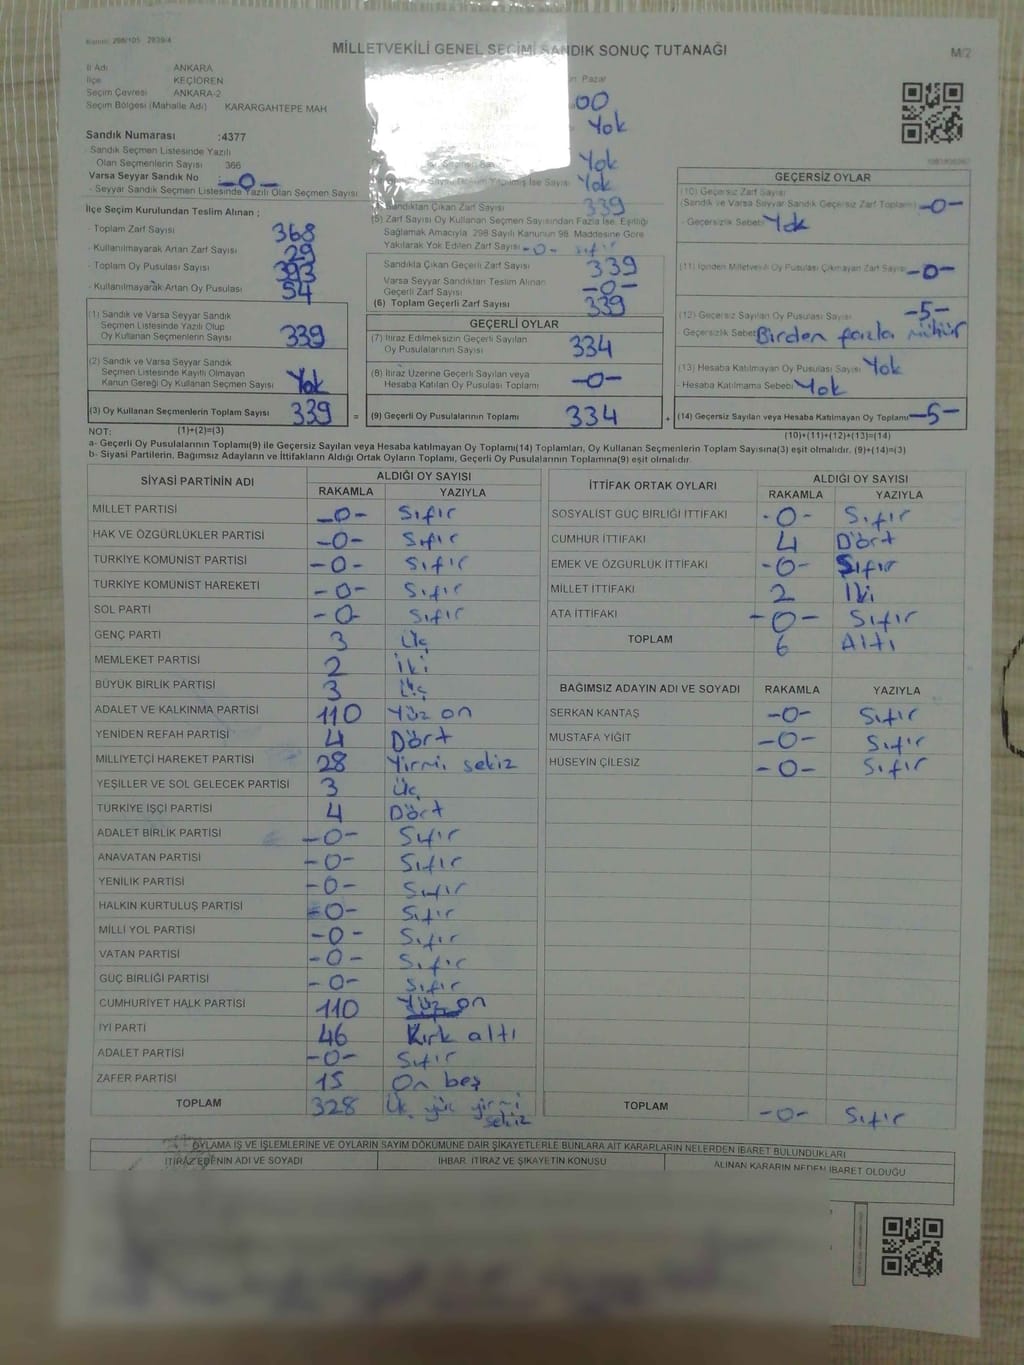 MİLLETVEKİLİ GENEL SEÇİMİ SANDIK SONUÇ TUTANAĞI
M/2
İl Adı ANKARA
İlçe KEÇİÖREN
Seçim Çevresi ANKARA-2
Seçim Bölgesi (Mahalle Adı) KARARGAHTEPE MAH
Pazar
00
Yok
Yok
Yok
Sandık Numarası :4377
Sandık Seçmen Listesinde Yazılı
Olan Seçmenlerin Sayısı 366
Varsa Seyyar Sandık No -0-
- Seyyar Sandık Seçmen Listesinde Yazılı Olan Seçmen Sayısı
İlçe Seçim Kurulundan Teslim Alınan ;
- Toplam Zarf Sayısı 368
- Kullanılmayarak Artan Zarf Sayısı 29
- Toplam Oy Pusulası Sayısı 393
- Kullanılmayarak Artan Oy Pusulası 54
(1) Sandık ve Varsa Seyyar Sandık
Seçmen Listesinde Yazılı Olup
Oy Kullanan Seçmenlerin Sayısı 339
(2) Sandık ve Varsa Seyyar Sandık
Seçmen Listesinde Kayıtlı Olmayan
Kanun Gereği Oy Kullanan Seçmen Sayısı Yok
(3) Oy Kullanan Seçmenlerin Toplam Sayısı 339
Sandıktan Çıkan Zarf Sayısı 339
(5) Zarf Sayısı Oy Kullanan Seçmen Sayısından Fazla İse, Eşitliği
Sağlamak Amacıyla, 298 Sayılı Kanunun 98. Maddesine Göre
Yakılarak Yok Edilen Zarf Sayısı -0- sıfır
Sandıkta Çıkan Geçerli Zarf Sayısı 339
Varsa Seyyar Sandıktan Teslim Alınan
Geçerli Zarf Sayısı -0-
(6) Toplam Geçerli Zarf Sayısı 339
GEÇERLİ OYLAR
(7) İtiraz Edilmeksizin Geçerli Sayılan
Oy Pusulalarının Sayısı 334
(8) İtiraz Üzerine Geçerli Sayılan veya
Hesaba Katılan Oy Pusulası Toplamı -0-
= (9) Geçerli Oy Pusulalarının Toplamı 334
GEÇERSİZ OYLAR
(10) Geçersiz Zarf Sayısı
(Sandık ve Varsa Seyyar Sandık Geçersiz Zarf Toplamı) -0-
- Geçersizlik Sebebi Yok
(11) İçinden Milletvekili Oy Pusulası Çıkmayan Zarf Sayısı -0-
(12) Geçersiz Sayılan Oy Pusulası Sayısı -5-
Geçersizlik Sebebi Birden fazla mühür
(13) Hesaba Katılmayan Oy Pusulası Sayısı Yok
- Hesaba Katılmama Sebebi Yok
+ (14) Geçersiz Sayılan veya Hesaba Katılmayan Oy Toplamı -5-
NOT: (1)+(2)=(3)
(10)+(11)+(12)+(13)=(14)
a- Geçerli Oy Pusulalarının Toplamı(9) ile Geçersiz Sayılan veya Hesaba katılmayan Oy Toplamı(14) Toplamları, Oy Kullanan Seçmenlerin Toplam Sayısına(3) eşit olmalıdır. (9)+(14)=(3)
b- Siyasi Partilerin, Bağımsız Adayların ve İttifakların Aldığı Ortak Oyların Toplamı, Geçerli Oy Pusulalarının Toplamına(9) eşit olmalıdır.
SİYASİ PARTİNİN ADI ALDIĞI OY SAYISI
RAKAMLA YAZIYLA
MİLLET PARTİSİ -0- Sıfır
HAK VE ÖZGÜRLÜKLER PARTİSİ -0- Sıfır
TÜRKİYE KOMÜNİST PARTİSİ -0- Sıfır
TÜRKİYE KOMÜNİST HAREKETİ -0- Sıfır
SOL PARTİ -0- Sıfır
GENÇ PARTİ 3 Üç
MEMLEKET PARTİSİ 2 İki
BÜYÜK BİRLİK PARTİSİ 3 Üç
ADALET VE KALKINMA PARTİSİ 110 Yüz on
YENİDEN REFAH PARTİSİ 4 Dört
MİLLİYETÇİ HAREKET PARTİSİ 28 Yirmi sekiz
YEŞİLLER VE SOL GELECEK PARTİSİ 3 Üç
TÜRKİYE İŞÇİ PARTİSİ 4 Dört
ADALET BİRLİK PARTİSİ -0- Sıfır
ANAVATAN PARTİSİ -0- Sıfır
YENİLİK PARTİSİ -0- Sıfır
HALKIN KURTULUŞ PARTİSİ -0- Sıfır
MİLLİ YOL PARTİSİ -0- Sıfır
VATAN PARTİSİ -0- Sıfır
GÜÇ BİRLİĞİ PARTİSİ -0- Sıfır
CUMHURİYET HALK PARTİSİ 110 Yüz on
İYİ PARTİ 46 Kırk altı
ADALET PARTİSİ -0- Sıfır
ZAFER PARTİSİ 15 On beş
TOPLAM 328 Üç yüz yirmi sekiz
İTTİFAK ORTAK OYLARI ALDIĞI OY SAYISI
RAKAMLA YAZIYLA
SOSYALİST GÜÇ BİRLİĞİ İTTİFAKI -0- Sıfır
CUMHUR İTTİFAKI 4 Dört
EMEK VE ÖZGÜRLÜK İTTİFAKI -0- Sıfır
MİLLET İTTİFAKI 2 İki
ATA İTTİFAKI -0- Sıfır
TOPLAM 6 Altı
BAĞIMSIZ ADAYIN ADI VE SOYADI RAKAMLA YAZIYLA
SERKAN KANTAŞ -0- Sıfır
MUSTAFA YİĞİT -0- Sıfır
HÜSEYİN ÇİLESİZ -0- Sıfır
TOPLAM -0- Sıfır
OYLAMA İŞ VE İŞLEMLERİNE VE OYLARIN SAYIM DÖKÜMÜNE DAİR ŞİKAYETLERLE BUNLARA AİT KARARLARIN NELERDEN İBARET BULUNDUKLARI
İTİRAZ EDENİN ADI VE SOYADI İHBAR İTİRAZ VE ŞİKAYETİN KONUSU ALINAN KARARIN NEDEN İBARET OLDUĞU